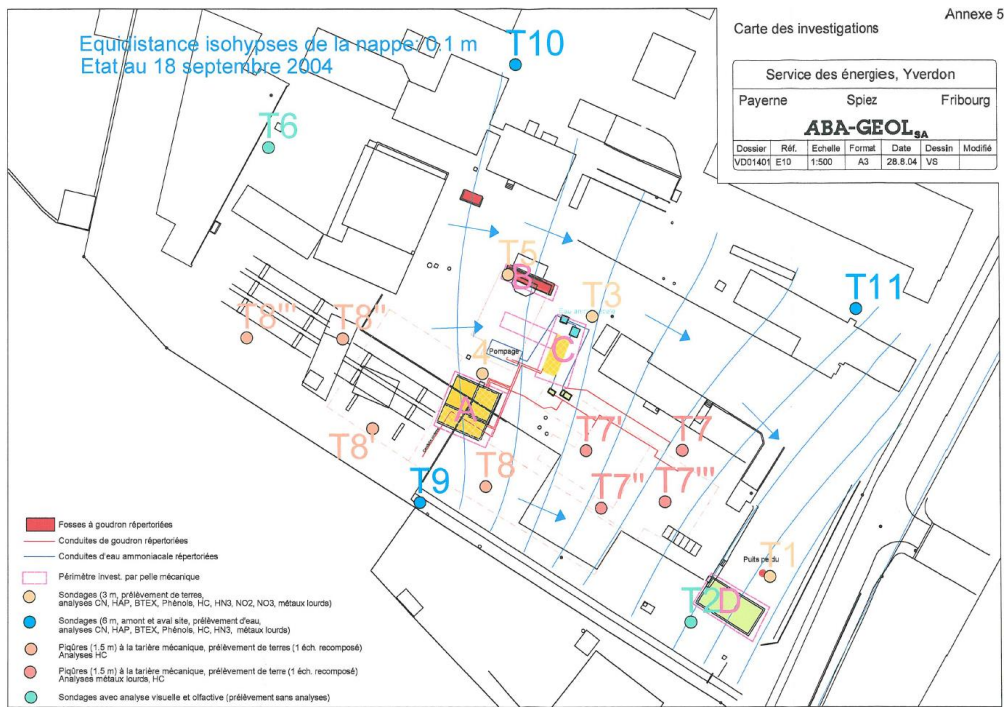 Annexe 5
Carte des investigations
Service des énergies, Yverdon
Payerne Spiez Fribourg
ABA-GEOL SA
Dossier Réf. Echelle Format Date Dessin Modifié
VD01401 E10 1:500 A3 28.8.04 VS
Equidistance isohypses de la nappe: 0.1 m
Etat au 18 septembre 2004
T10
T6
T5
B
T3
T11
T8'''
T8''
C
Pompage
4
A
T8'
T7'
T7
T9
T8
T7''
T7'''
Puits perdu
T1
T2
D
Fosses à goudron répertoriées
Conduites de goudron répertoriées
Conduites d'eau ammoniacale répertoriées
Périmètre invest. par pelle mécanique
Sondages (3 m, prélèvement de terres,
analyses CN, HAP, BTEX, Phénols, HC, HN3, NO2, NO3, métaux lourds)
Sondages (6 m, amont et aval site, prélèvement d'eau,
analyses CN, HAP, BTEX, Phénols, HC, HN3, métaux lourds)
Piqûres (1.5 m) à la tarière mécanique, prélèvement de terres (1 éch. recomposé)
Analyses HC
Piqûres (1.5 m) à la tarière mécanique, prélèvement de terre (1 éch. recomposé)
Analyses métaux lourds, HC
Sondages avec analyse visuelle et olfactive (prélèvement sans analyses)